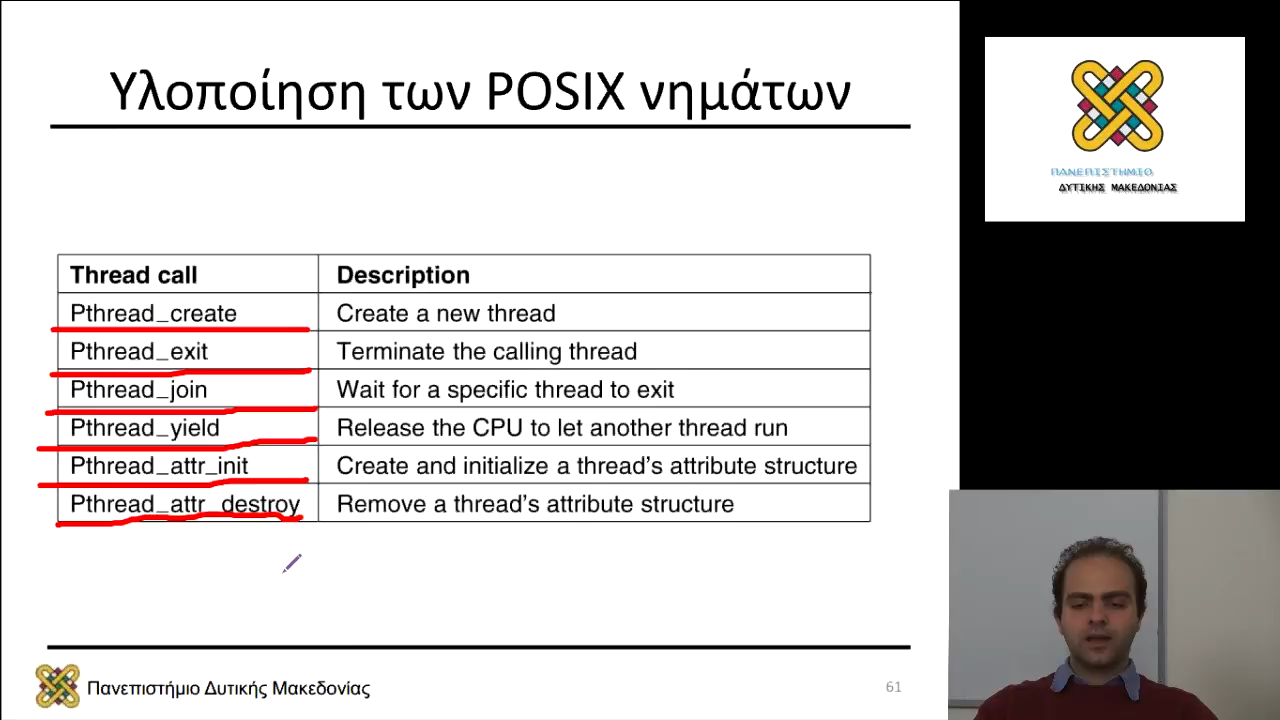 Υλοποίηση των POSIX νημάτων
Thread call Description
Pthread_create Create a new thread
Pthread_exit Terminate the calling thread
Pthread_join Wait for a specific thread to exit
Pthread_yield Release the CPU to let another thread run
Pthread_attr_init Create and initialize a thread's attribute structure
Pthread_attr_destroy Remove a thread's attribute structure
Πανεπιστήμιο Δυτικής Μακεδονίας
61
ΠΑΝΕΠΙΣΤΗΜΙΟ
ΔΥΤΙΚΗΣ ΜΑΚΕΔΟΝΙΑΣ